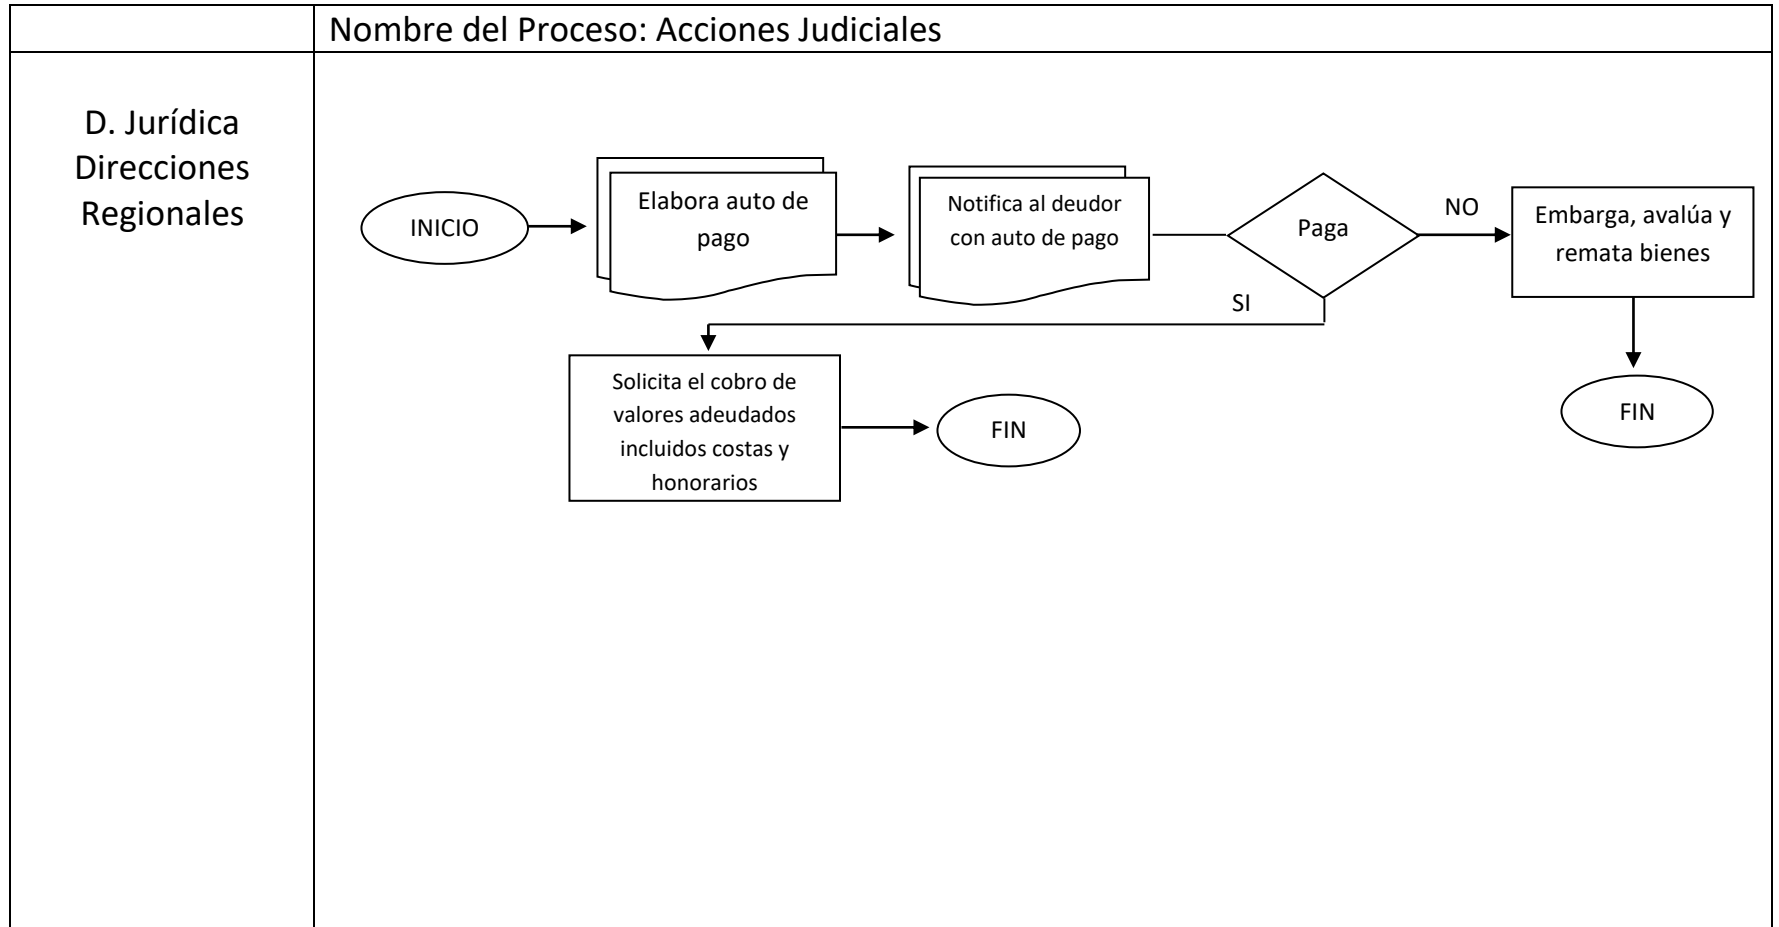 Nombre del Proceso: Acciones Judiciales
D. Jurídica
Direcciones
Regionales
INICIO
Elabora auto de
pago
Notifica al deudor
con auto de pago
Paga
NO
Embarga, avalúa y
remata bienes
SI
Solicita el cobro de
valores adeudados
incluidos costas y
honorarios
FIN
FIN